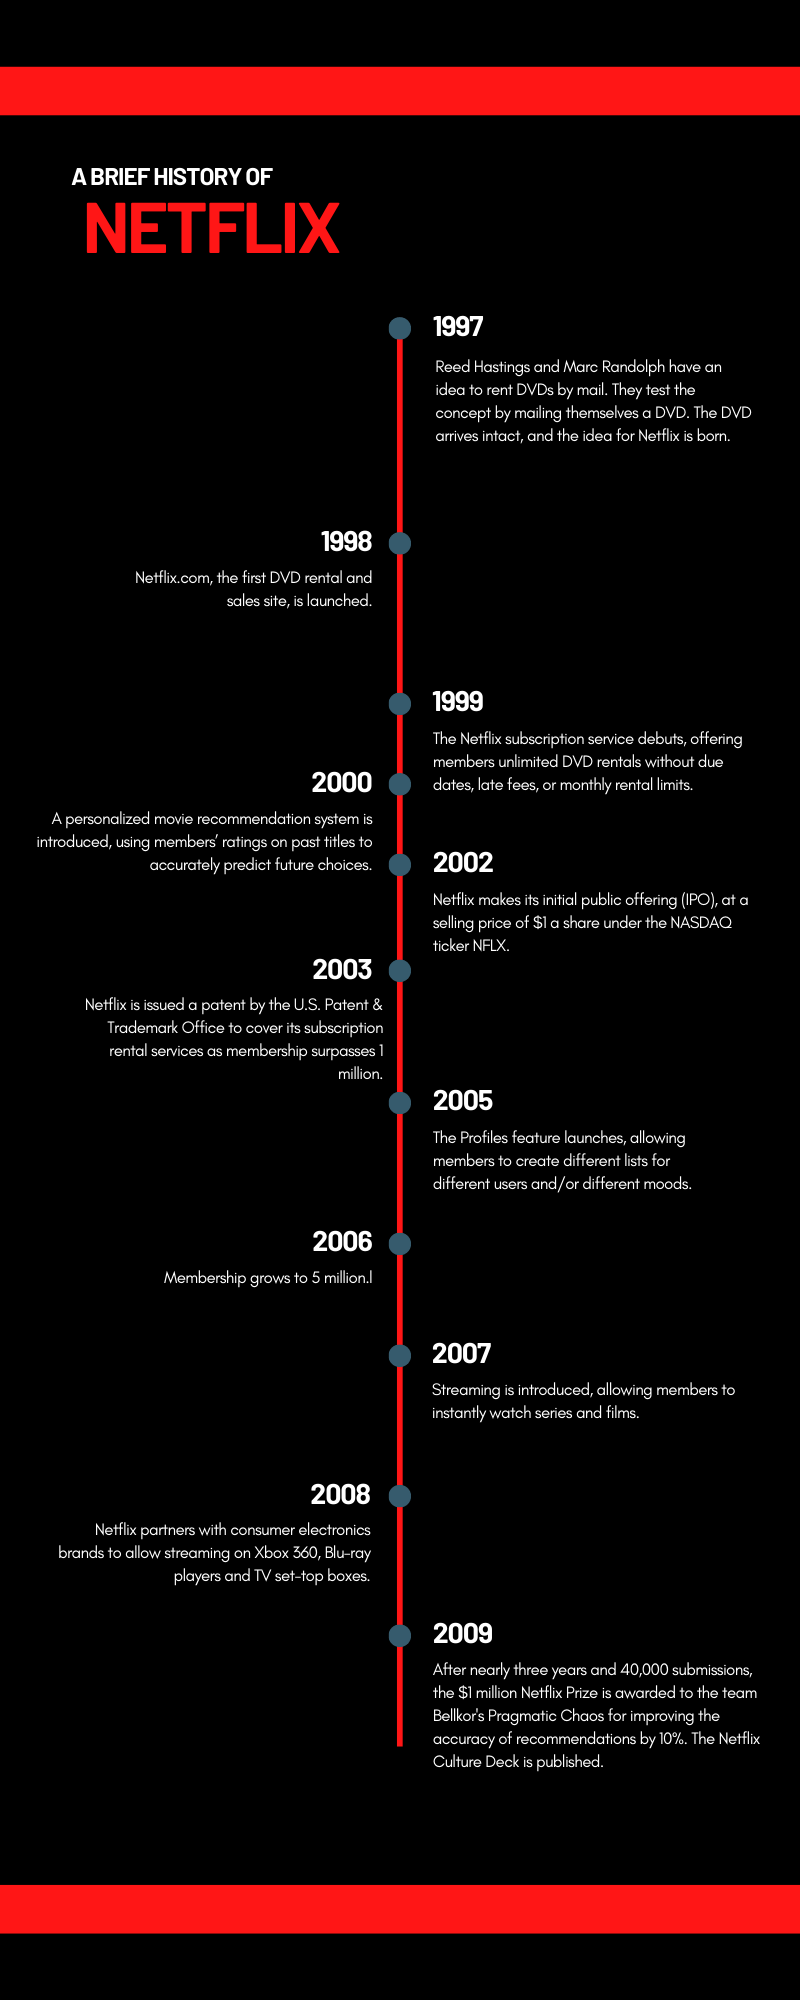 A BRIEF HISTORY OF
NETFLIX
1997
Reed Hastings and Marc Randolph have an
idea to rent DVDs by mail. They test the
concept by mailing themselves a DVD. The DVD
arrives intact, and the idea for Netflix is born.
1998
Netflix.com, the first DVD rental and
sales site, is launched.
1999
The Netflix subscription service debuts, offering
members unlimited DVD rentals without due
dates, late fees, or monthly rental limits.
2000
A personalized movie recommendation system is
introduced, using members’ ratings on past titles to
accurately predict future choices.
2002
Netflix makes its initial public offering (IPO), at a
selling price of $1 a share under the NASDAQ
ticker NFLX.
2003
Netflix is issued a patent by the U.S. Patent &
Trademark Office to cover its subscription
rental services as membership surpasses 1
million.
2005
The Profiles feature launches, allowing
members to create different lists for
different users and/or different moods.
2006
Membership grows to 5 million.l
2007
Streaming is introduced, allowing members to
instantly watch series and films.
2008
Netflix partners with consumer electronics
brands to allow streaming on Xbox 360, Blu-ray
players and TV set-top boxes.
2009
After nearly three years and 40,000 submissions,
the $1 million Netflix Prize is awarded to the team
Bellkor's Pragmatic Chaos for improving the
accuracy of recommendations by 10%. The Netflix
Culture Deck is published.